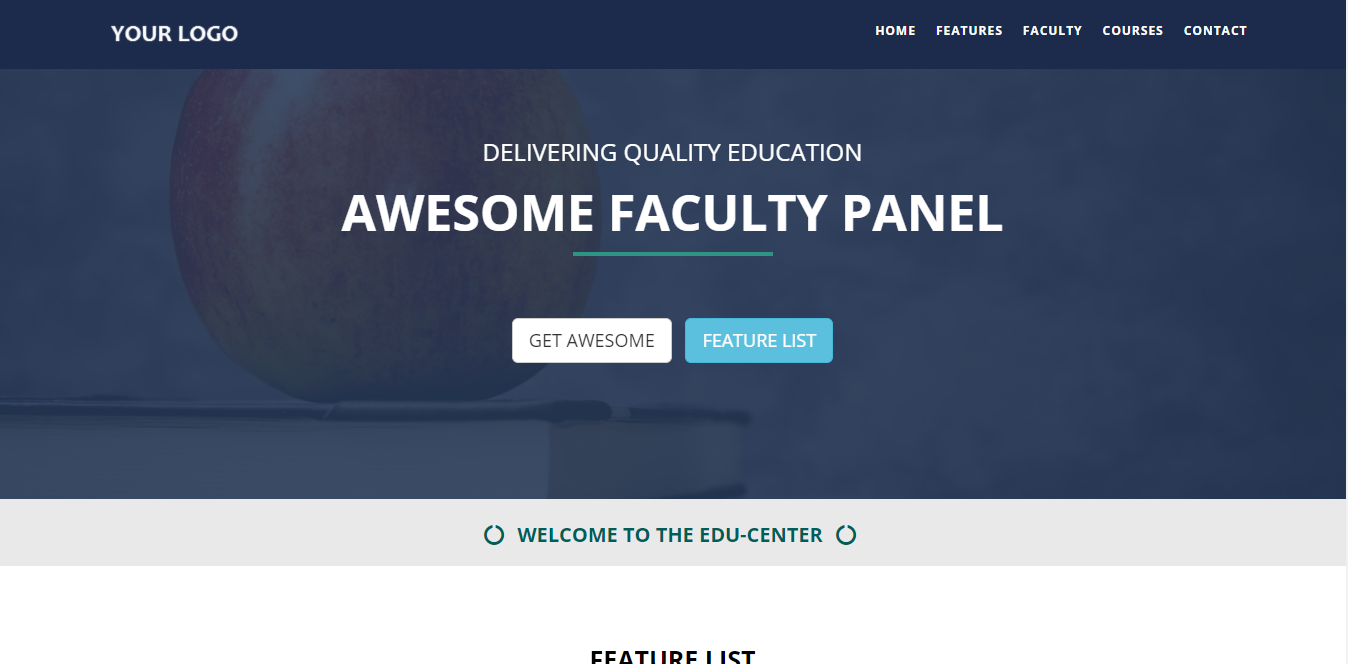 YOUR LOGO
HOME FEATURES FACULTY COURSES CONTACT
DELIVERING QUALITY EDUCATION
AWESOME FACULTY PANEL
GET AWESOME FEATURE LIST
WELCOME TO THE EDU-CENTER
FEATURE LIST